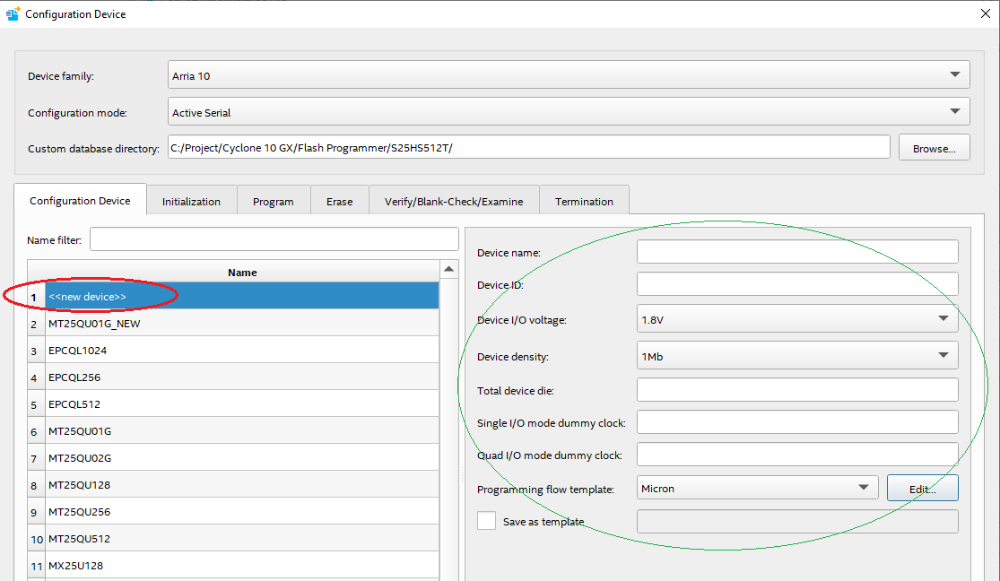 Configuration Device
Device family: Arria 10
Configuration mode: Active Serial
Custom database directory: C:/Project/Cyclone 10 GX/Flash Programmer/S25HS512T/ Browse...
Configuration Device Initialization Program Erase Verify/Blank-Check/Examine Termination
Name filter:
Name
1 <<new device>>
2 MT25QU01G_NEW
3 EPCQL1024
4 EPCQL256
5 EPCQL512
6 MT25QU01G
7 MT25QU02G
8 MT25QU128
9 MT25QU256
10 MT25QU512
11 MX25U128
Device name:
Device ID:
Device I/O voltage: 1.8V
Device density: 1Mb
Total device die:
Single I/O mode dummy clock:
Quad I/O mode dummy clock:
Programming flow template: Micron Edit...
Save as template